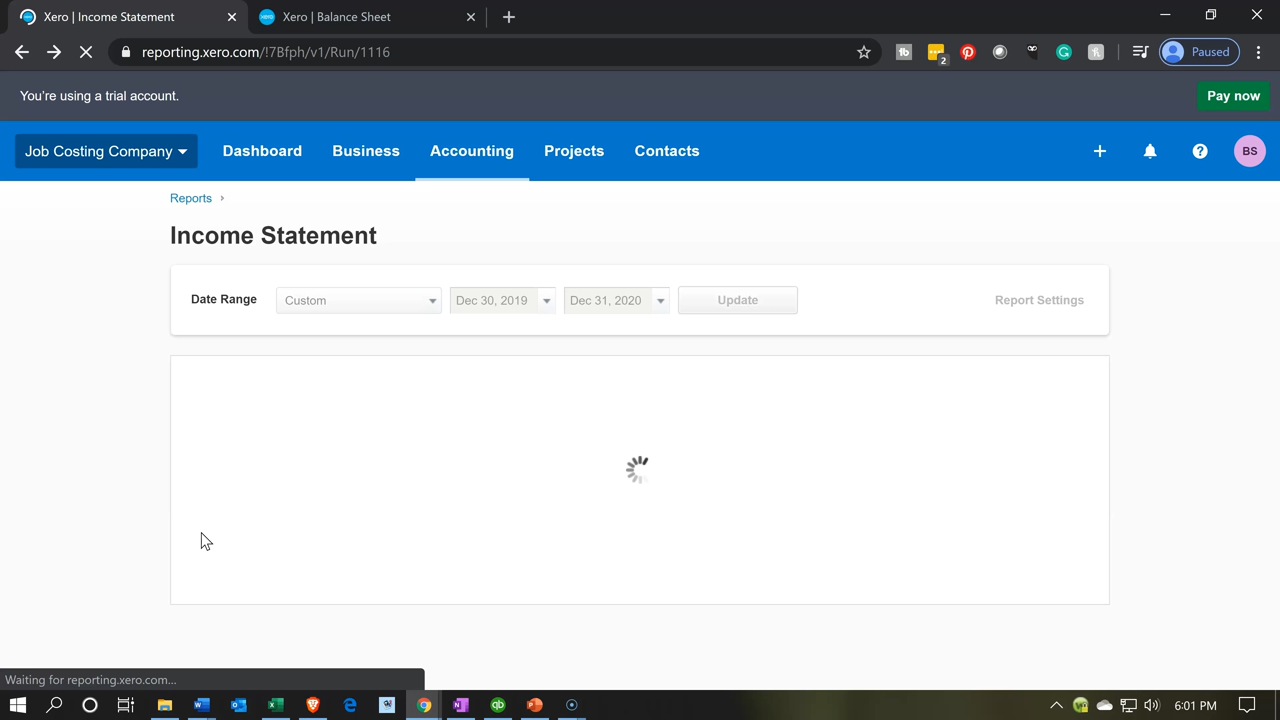 Xero | Income Statement
Xero | Balance Sheet
reporting.xero.com/!7Bfph/v1/Run/1116
2
Paused
You're using a trial account.
Pay now
Job Costing Company
Dashboard
Business
Accounting
Projects
Contacts
BS
Reports
Income Statement
Date Range
Custom
Dec 30, 2019
Dec 31, 2020
Update
Report Settings
Waiting for reporting.xero.com...
6:01 PM